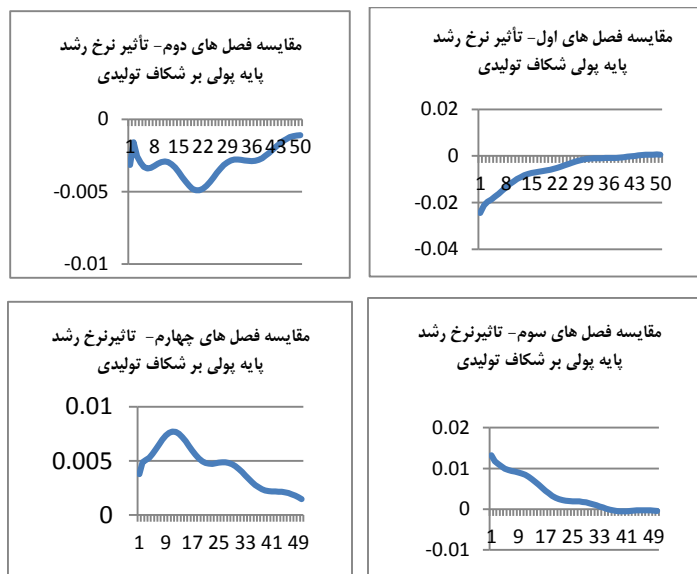 مقایسه فصل های اول- تأثیر نرخ رشد
پایه پولی بر شکاف تولیدی
0.02
0
-0.02
-0.04
1 8 15 22 29 36 43 50
مقایسه فصل های دوم- تأثیر نرخ رشد
پایه پولی بر شکاف تولیدی
0
-0.005
-0.01
1 8 15 22 29 36 43 50
مقایسه فصل های سوم- تاثیرنرخ رشد
پایه پولی بر شکاف تولیدی
0.02
0.01
0
-0.01
1 9 17 25 33 41 49
مقایسه فصل های چهارم- تاثیرنرخ رشد
پایه پولی بر شکاف تولیدی
0.01
0.005
0
1 9 17 25 33 41 49